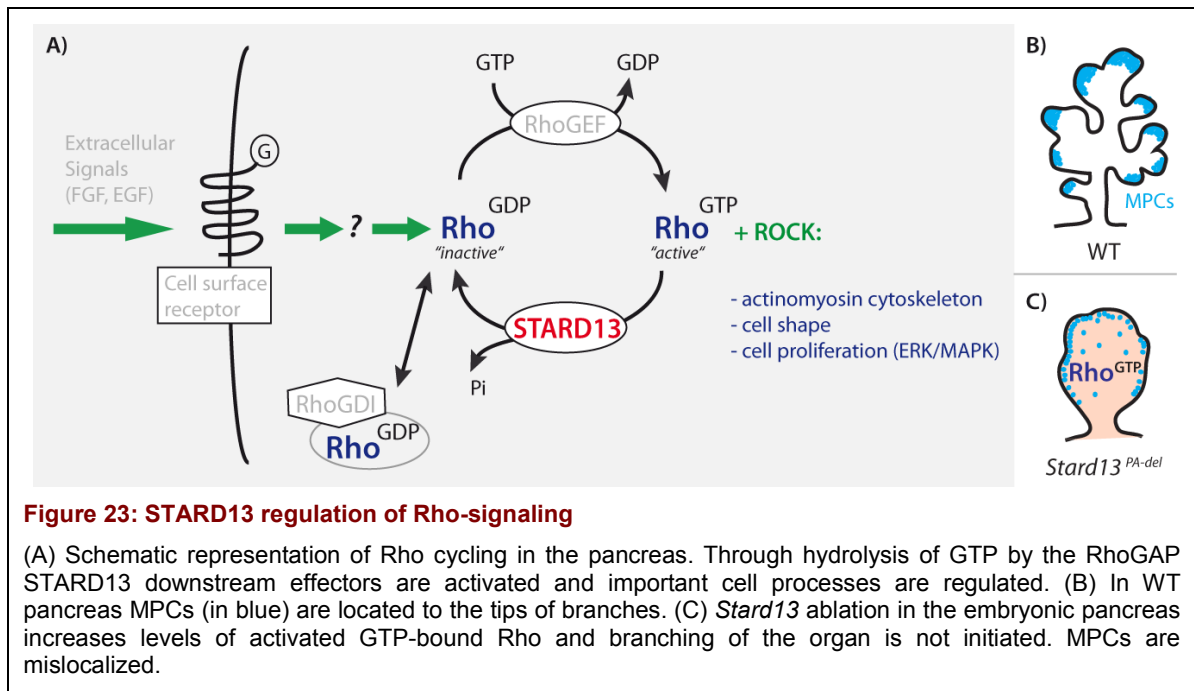 A)
GTP
GDP
RhoGEF
Extracellular
Signals
(FGF, EGF)
G
?
Rho GDP
"inactive"
Rho GTP
"active"
+ ROCK:
Cell surface
receptor
STARD13
Pi
- actinomyosin cytoskeleton
- cell shape
- cell proliferation (ERK/MAPK)
RhoGDI
Rho GDP
B)
MPCs
WT
C)
Rho GTP
Stard13 PA-del
Figure 23: STARD13 regulation of Rho-signaling
(A) Schematic representation of Rho cycling in the pancreas. Through hydrolysis of GTP by the RhoGAP
STARD13 downstream effectors are activated and important cell processes are regulated. (B) In WT
pancreas MPCs (in blue) are located to the tips of branches. (C) Stard13 ablation in the embryonic pancreas
increases levels of activated GTP-bound Rho and branching of the organ is not initiated. MPCs are
mislocalized.